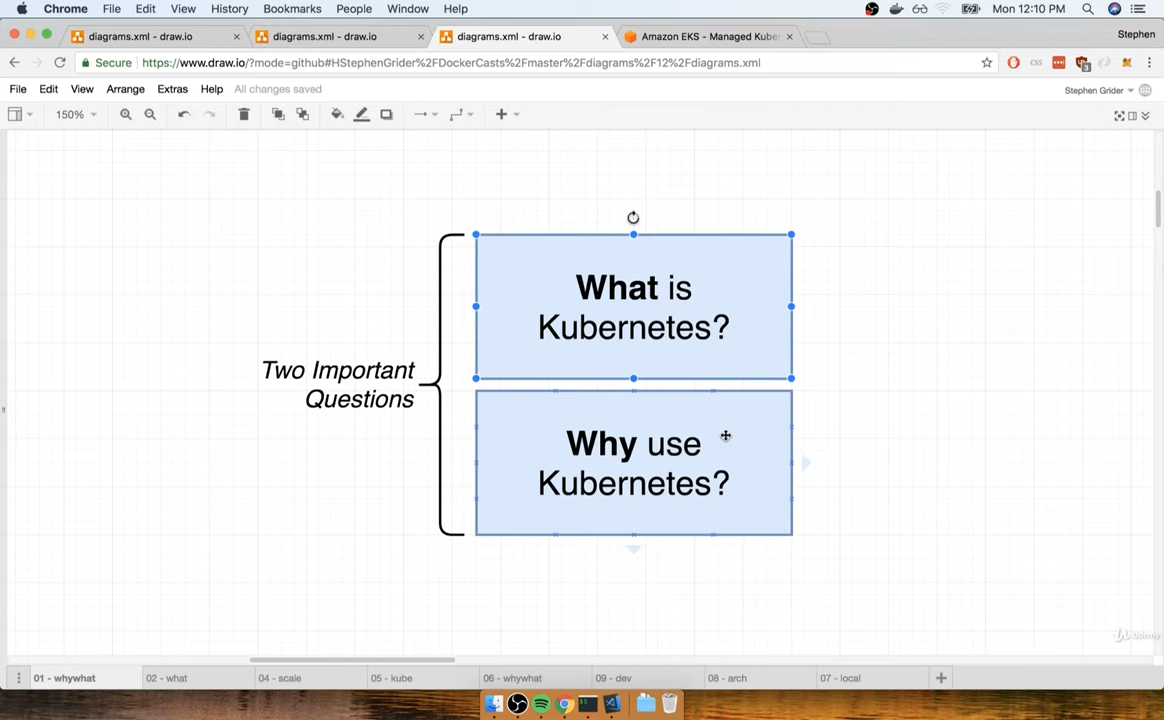 Chrome File Edit View History Bookmarks People Window Help Mon 12:10 PM
diagrams.xml - draw.io diagrams.xml - draw.io diagrams.xml - draw.io Amazon EKS - Managed Kuber Stephen
Secure https://www.draw.io/?mode=github#HStephenGrider%2FDockerCasts%2Fmaster%2Fdiagrams%2F12%2Fdiagrams.xml css 3
File Edit View Arrange Extras Help All changes saved Stephen Grider
150%
What is
Kubernetes?
Two Important
Questions
Why use
Kubernetes?
udemy
01 - whywhat 02 - what 04 - scale 05 - kube 06 - whywhat 09 - dev 08 - arch 07 - local